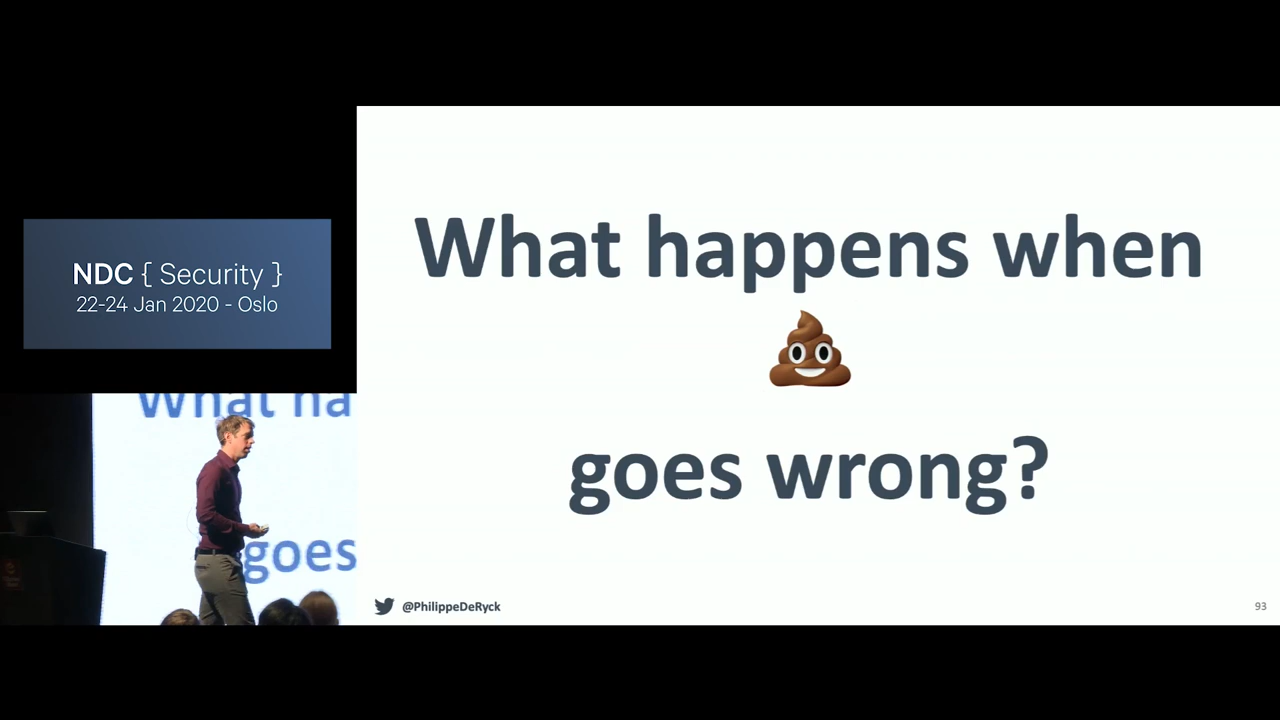 NDC { Security }
22-24 Jan 2020 - Oslo
What ha
goes
What happens when
💩
goes wrong?
@PhilippeDeRyck
93